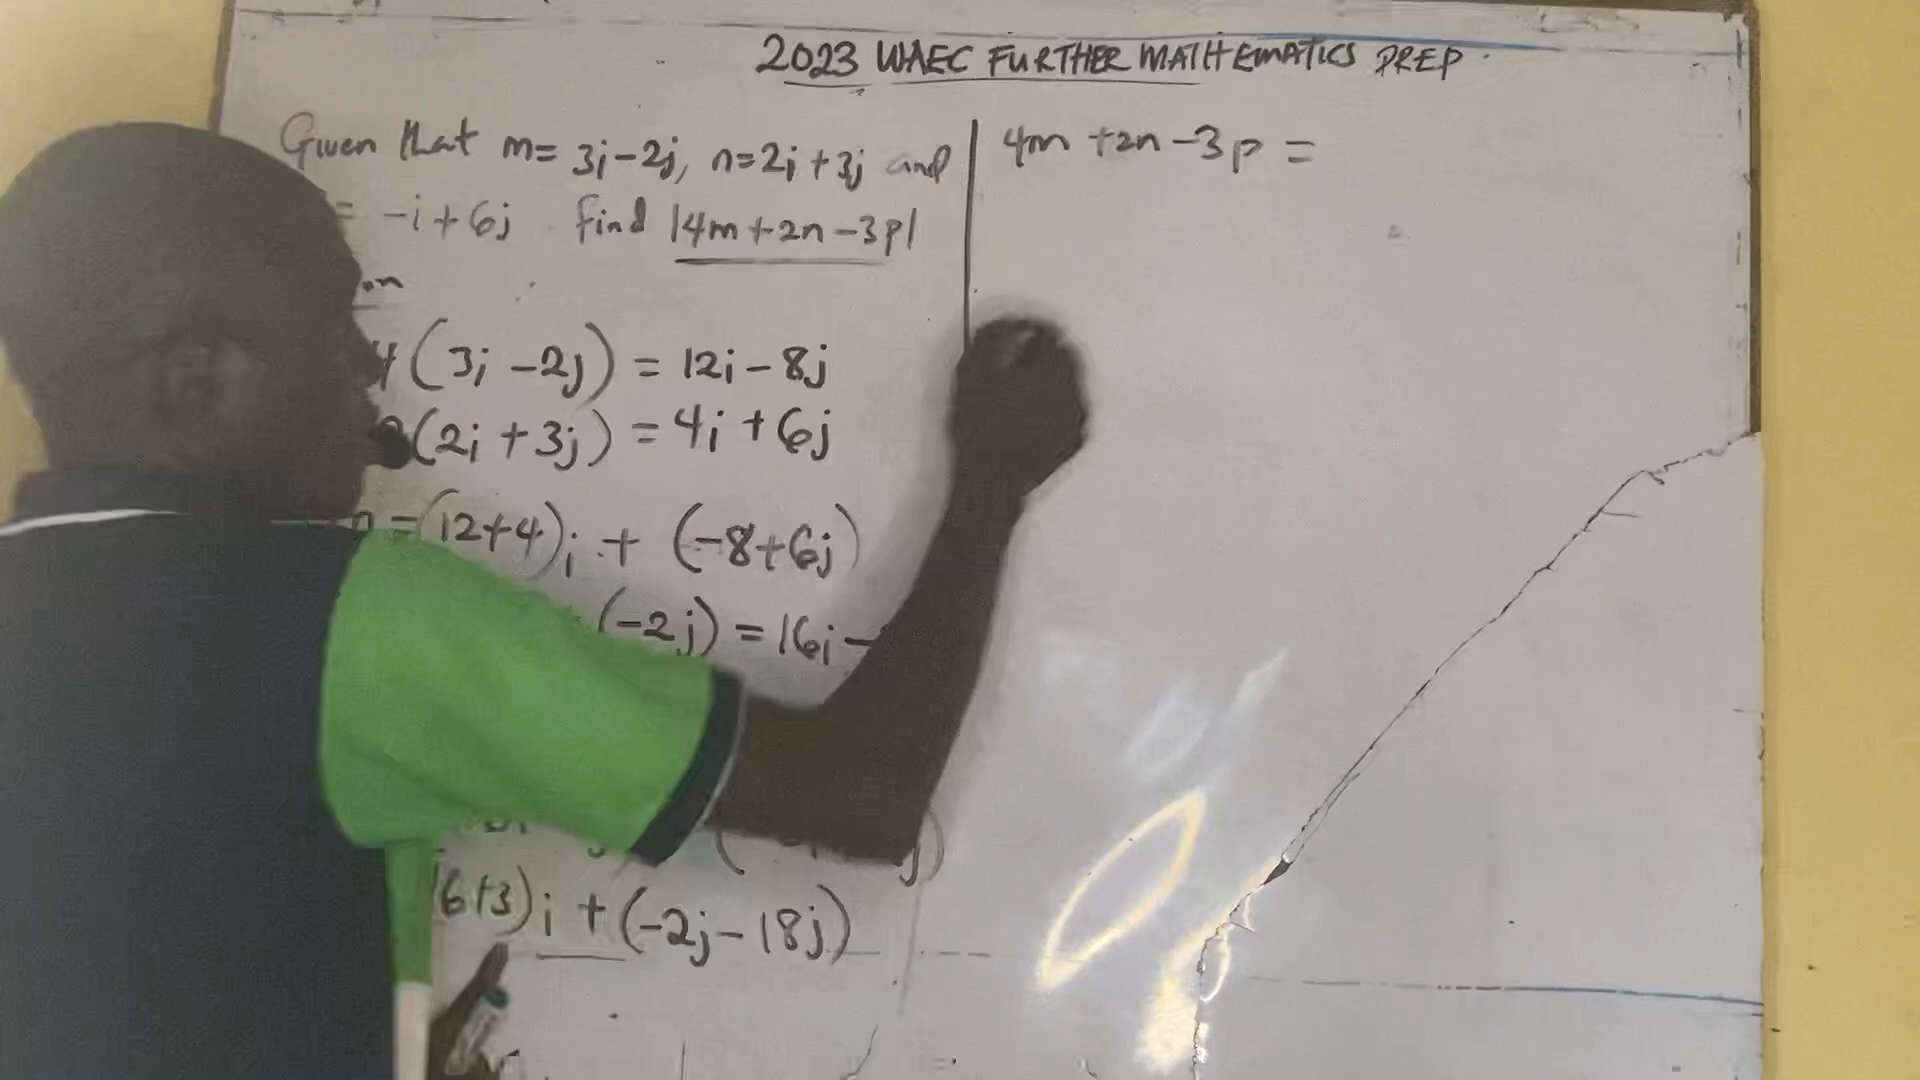 2023 WAEC FURTHER MATHEMATICS PREP.
Given that m= 3i-2j, n=2i+3j and
= -i+6j. find |4m+2n-3p|
on
4(3i-2j) = 12i-8j
2(2i+3j) = 4i+6j
n = (12+4)i + (-8+6j)
(-2j) = 16i-
6+3)i + (-2j-18j)
4m +2n -3p =